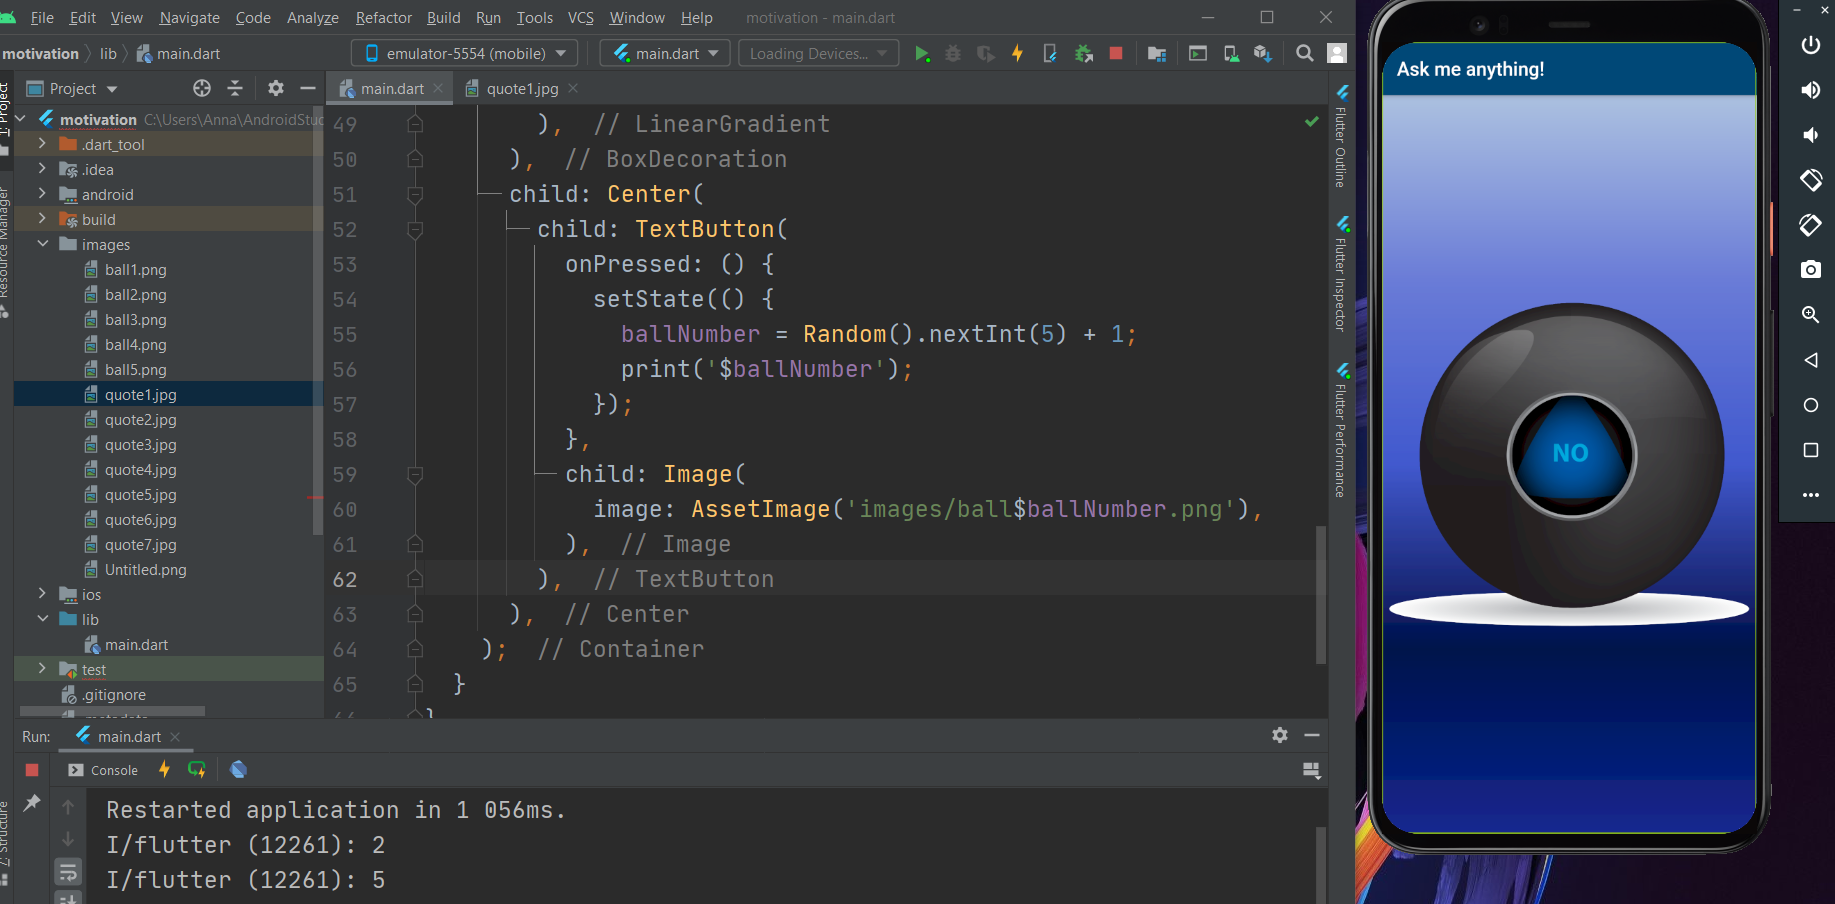 File Edit View Navigate Code Analyze Refactor Build Run Tools VCS Window Help motivation - main.dart
motivation lib main.dart emulator-5554 (mobile) main.dart Loading Devices...
Project main.dart quote1.jpg
motivation C:\Users\Anna\AndroidStud
.dart_tool
.idea
android
build
images
ball1.png
ball2.png
ball3.png
ball4.png
ball5.png
quote1.jpg
quote2.jpg
quote3.jpg
quote4.jpg
quote5.jpg
quote6.jpg
quote7.jpg
Untitled.png
ios
lib
main.dart
test
.gitignore
1: Project
Resource Manager
7: Structure
49 ), // LinearGradient
50 ), // BoxDecoration
51 child: Center(
52 child: TextButton(
53 onPressed: () {
54 setState(() {
55 ballNumber = Random().nextInt(5) + 1;
56 print('$ballNumber');
57 });
58 },
59 child: Image(
60 image: AssetImage('images/ball$ballNumber.png'),
61 ), // Image
62 ), // TextButton
63 ), // Center
64 ); // Container
65 }
}
Flutter Outline
Flutter Inspector
Flutter Performance
Run: main.dart
Console
Restarted application in 1 056ms.
I/flutter (12261): 2
I/flutter (12261): 5
Ask me anything!
NO